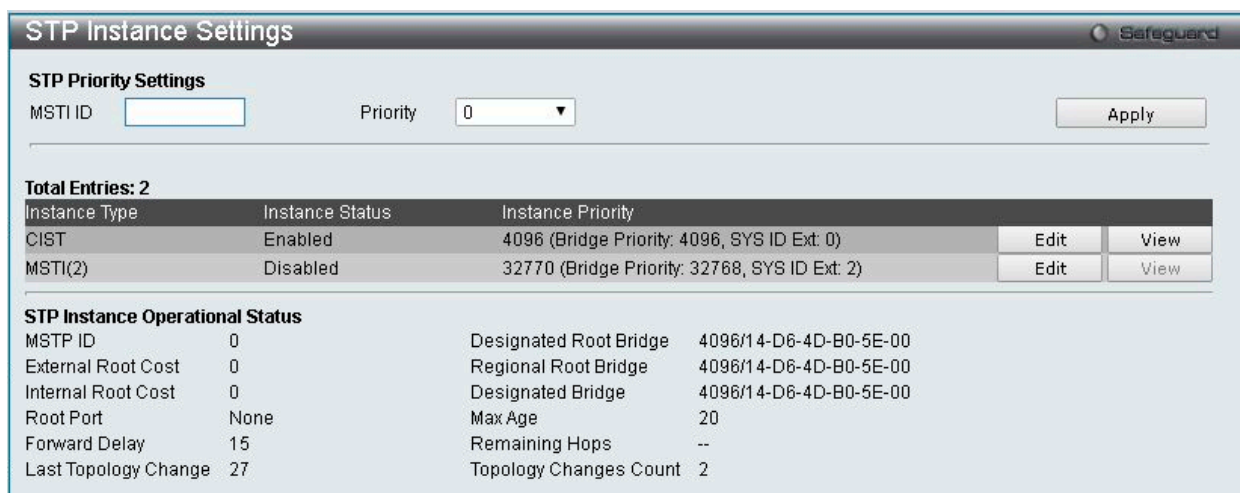 STP Instance Settings
Safeguard
STP Priority Settings
MSTI ID Priority 0 Apply
Total Entries: 2
Instance Type Instance Status Instance Priority
CIST Enabled 4096 (Bridge Priority: 4096, SYS ID Ext: 0) Edit View
MSTI(2) Disabled 32770 (Bridge Priority: 32768, SYS ID Ext: 2) Edit View
STP Instance Operational Status
MSTP ID 0 Designated Root Bridge 4096/14-D6-4D-B0-5E-00
External Root Cost 0 Regional Root Bridge 4096/14-D6-4D-B0-5E-00
Internal Root Cost 0 Designated Bridge 4096/14-D6-4D-B0-5E-00
Root Port None Max Age 20
Forward Delay 15 Remaining Hops --
Last Topology Change 27 Topology Changes Count 2